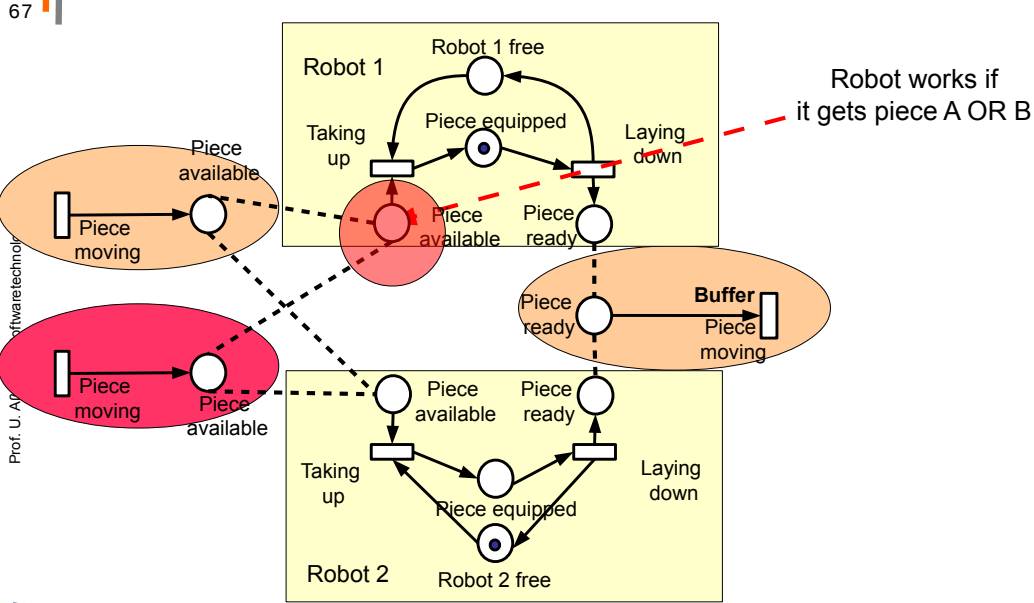 67
Robot 1
Robot 1 free
Robot works if
it gets piece A OR B
Taking
up
Piece equipped
Laying
down
Piece
available
Piece
moving
Piece
available
Piece
ready
Piece
ready
Buffer
Piece
moving
Piece
moving
Piece
available
Piece
available
Piece
ready
Taking
up
Piece equipped
Laying
down
Robot 2
Robot 2 free
Prof. U.